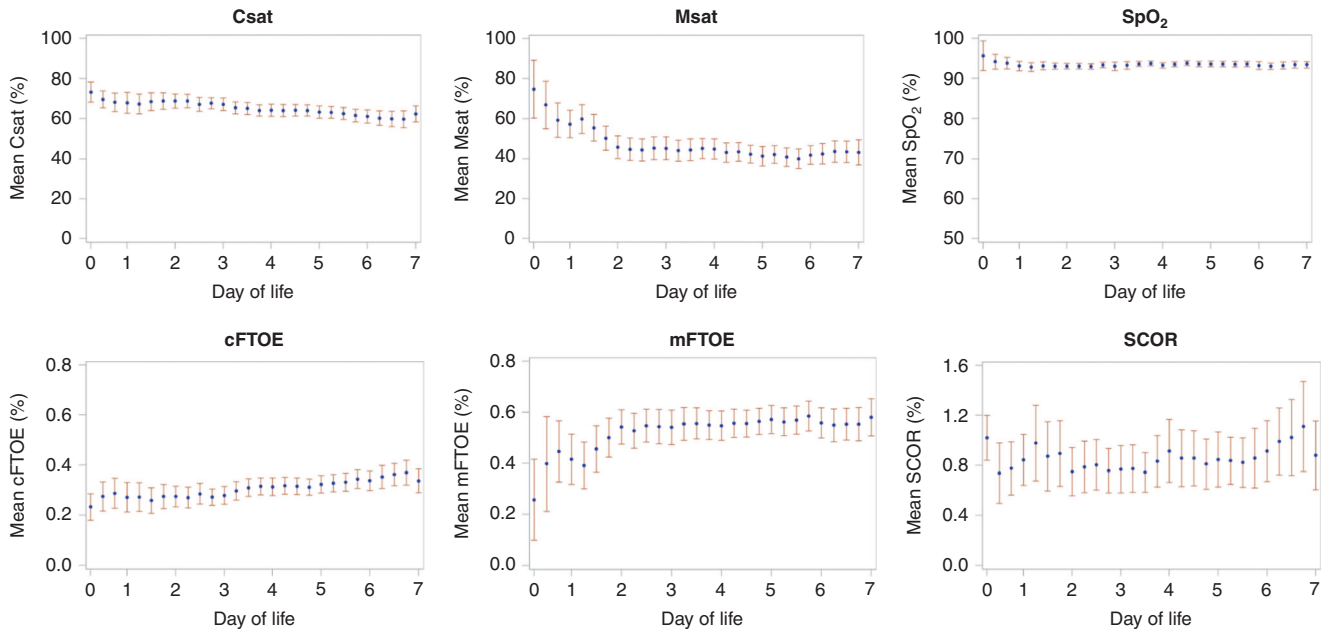 Csat
Mean Csat (%)
100
80
60
40
20
0
0 1 2 3 4 5 6 7
Day of life
Msat
Mean Msat (%)
100
80
60
40
20
0
0 1 2 3 4 5 6 7
Day of life
SpO₂
Mean SpO₂ (%)
100
90
80
70
60
50
0 1 2 3 4 5 6 7
Day of life
cFTOE
Mean cFTOE (%)
0.8
0.6
0.4
0.2
0.0
0 1 2 3 4 5 6 7
Day of life
mFTOE
Mean mFTOE (%)
0.8
0.6
0.4
0.2
0.0
0 1 2 3 4 5 6 7
Day of life
SCOR
Mean SCOR (%)
1.6
1.2
0.8
0.4
0.0
0 1 2 3 4 5 6 7
Day of life